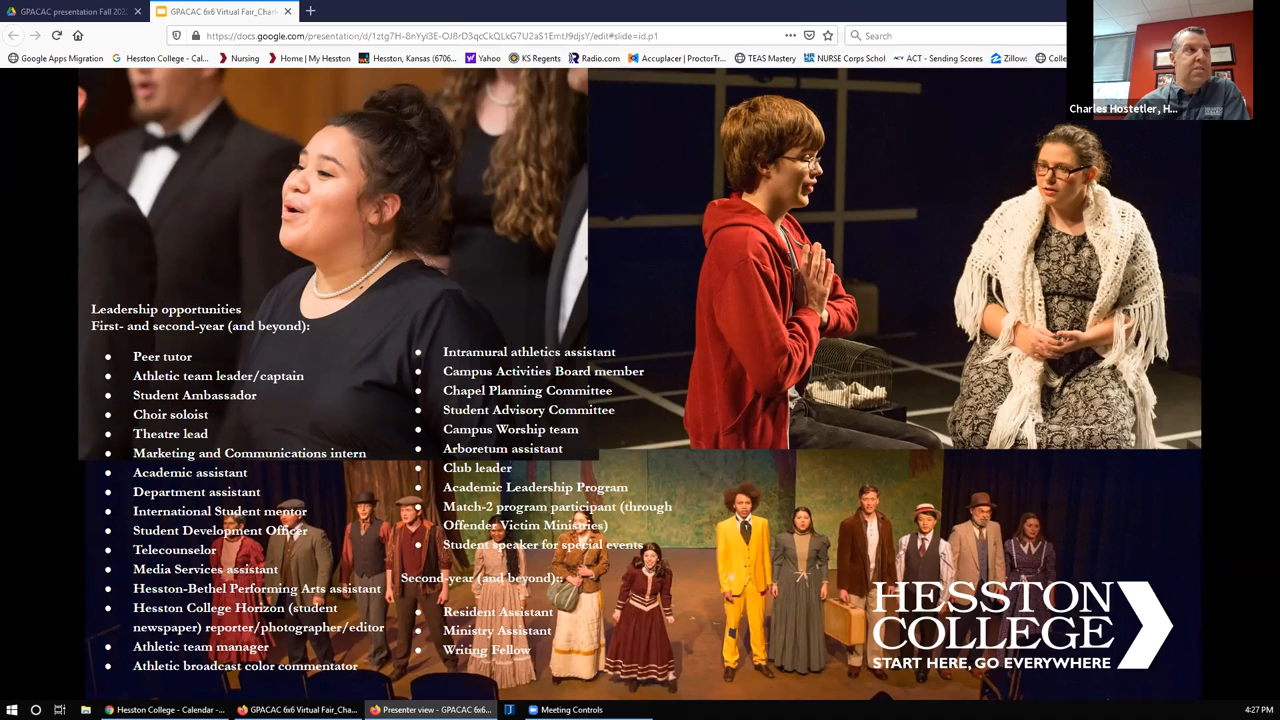 GPACAC presentation Fall 202
GPACAC 6x6 Virtual Fair_Charl
https://docs.google.com/presentation/d/1ztg7H-8nYyI3E-OJ8rD3qcCkQLkG7U2aS1EmtJ9djsY/edit#slide=id.p1
Search
Google Apps Migration
Hesston College - Cal...
Nursing
Home | My Hesston
Hesston, Kansas (6706...
Yahoo
KS Regents
Radio.com
Accuplacer | ProctorTr...
TEAS Mastery
NURSE Corps Schol
ACT - Sending Scores
Zillow:
Colle
Charles Hostetler, H...
Leadership opportunities
First- and second-year (and beyond):
● Peer tutor
● Athletic team leader/captain
● Student Ambassador
● Choir soloist
● Theatre lead
● Marketing and Communications intern
● Academic assistant
● Department assistant
● International Student mentor
● Student Development Officer
● Telecounselor
● Media Services assistant
● Hesston-Bethel Performing Arts assistant
● Hesston College Horizon (student
newspaper) reporter/photographer/editor
● Athletic team manager
● Athletic broadcast color commentator
● Intramural athletics assistant
● Campus Activities Board member
● Chapel Planning Committee
● Student Advisory Committee
● Campus Worship team
● Arboretum assistant
● Club leader
● Academic Leadership Program
● Match-2 program participant (through
Offender Victim Ministries)
● Student speaker for special events
Second-year (and beyond)::
● Resident Assistant
● Ministry Assistant
● Writing Fellow
HESSTON
COLLEGE
START HERE, GO EVERYWHERE
Hesston College - Calendar -...
GPACAC 6x6 Virtual Fair_Cha...
Presenter view - GPACAC 6x6...
Meeting Controls
4:27 PM